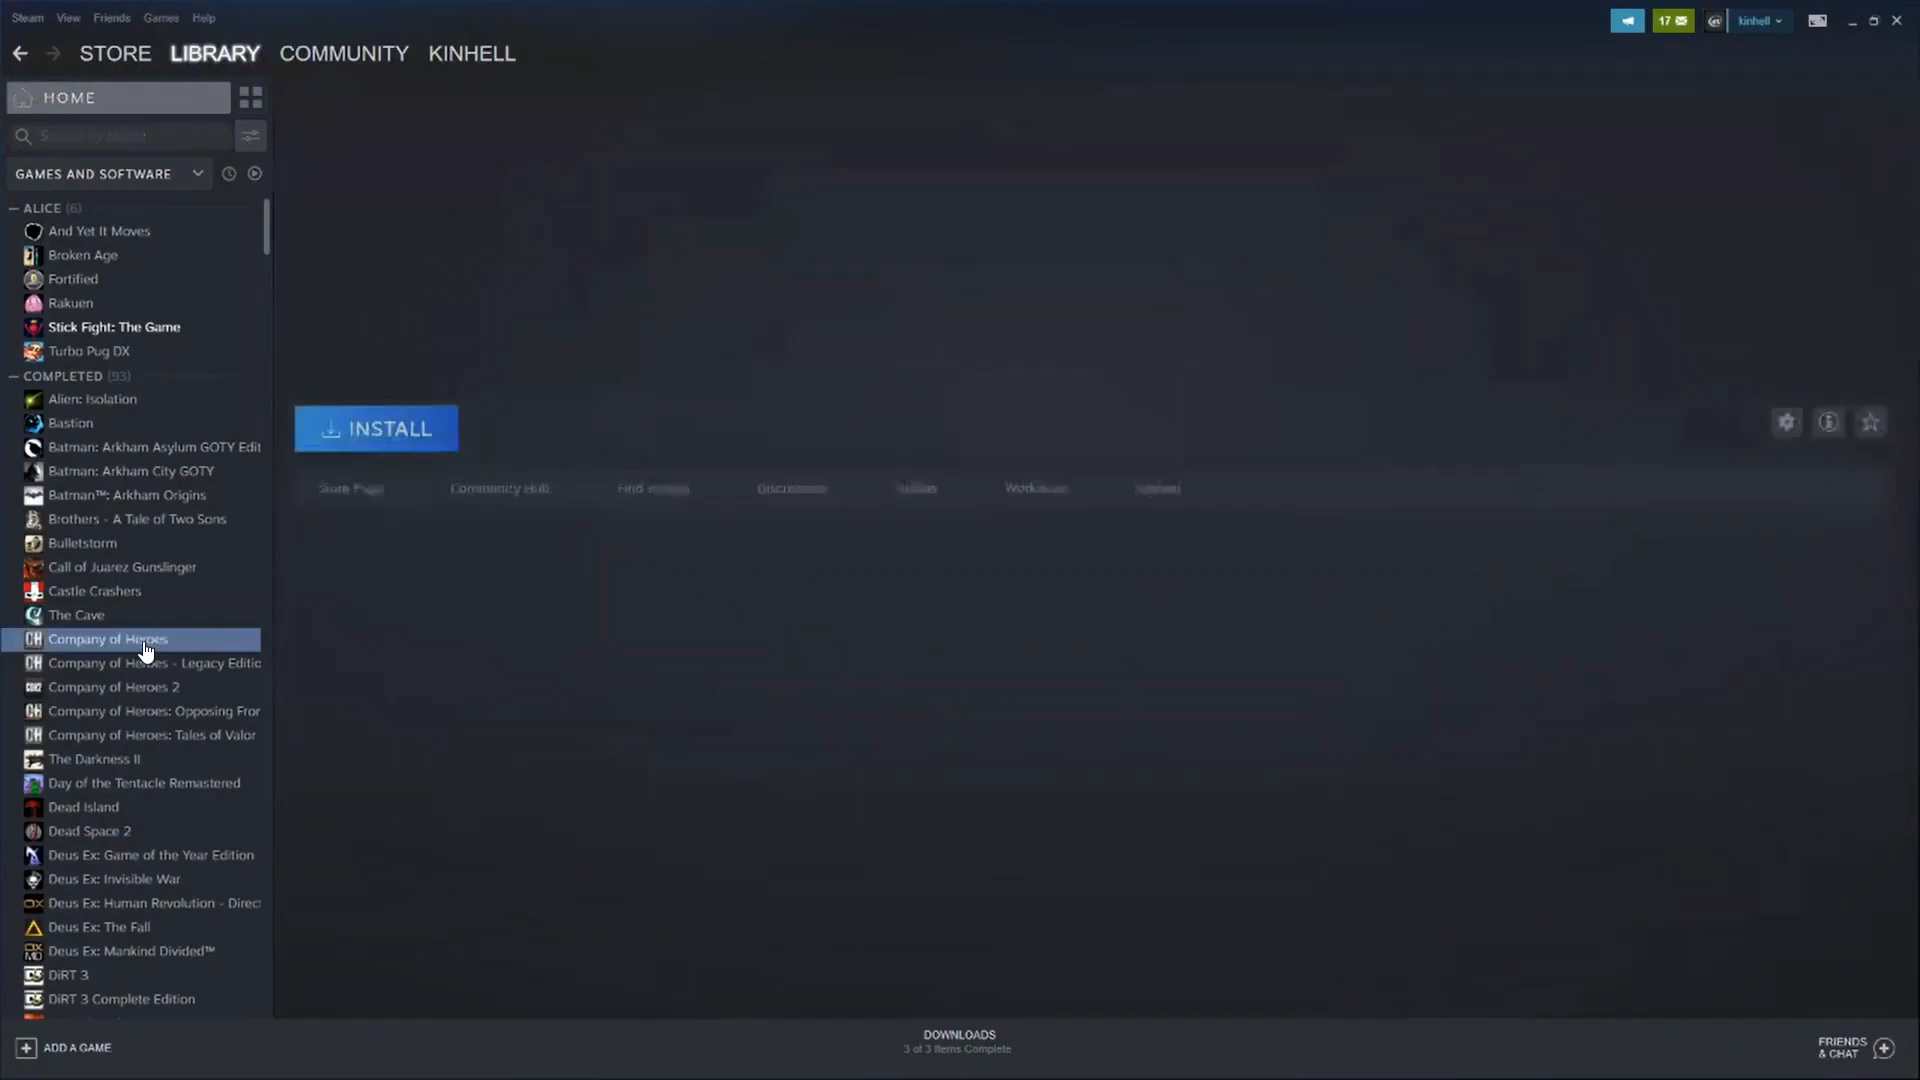 Steam View Friends Games Help
17
kinhell
STORE LIBRARY COMMUNITY KINHELL
HOME
GAMES AND SOFTWARE
— ALICE (6)
And Yet It Moves
Broken Age
Fortified
Rakuen
Stick Fight: The Game
Turbo Pug DX
— COMPLETED (93)
Alien: Isolation
Bastion
Batman: Arkham Asylum GOTY Edit
Batman: Arkham City GOTY
Batman™: Arkham Origins
Brothers - A Tale of Two Sons
Bulletstorm
Call of Juarez Gunslinger
Castle Crashers
The Cave
Company of Heroes
Company of Heroes - Legacy Editic
Company of Heroes 2
Company of Heroes: Opposing Fror
Company of Heroes: Tales of Valor
The Darkness II
Day of the Tentacle Remastered
Dead Island
Dead Space 2
Deus Ex: Game of the Year Edition
Deus Ex: Invisible War
Deus Ex: Human Revolution - Direc
Deus Ex: The Fall
Deus Ex: Mankind Divided™
DiRT 3
DiRT 3 Complete Edition
INSTALL
Store Page Community Hub Discussions Workshop Support
ADD A GAME
DOWNLOADS
3 of 3 Items Complete
FRIENDS
& CHAT